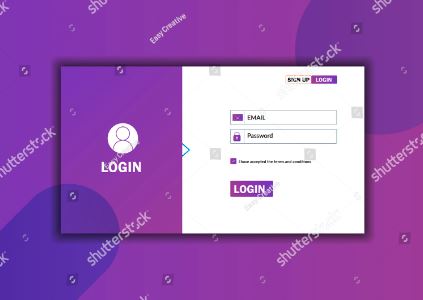 Easy Creative
shutterstock
shutterstock
SIGN UP LOGIN
EMAIL
Password
I have accepted the terms and conditions
LOGIN
LOGIN
shutterstock
shutterstock
shutterstock
shutterstock
shutterstock